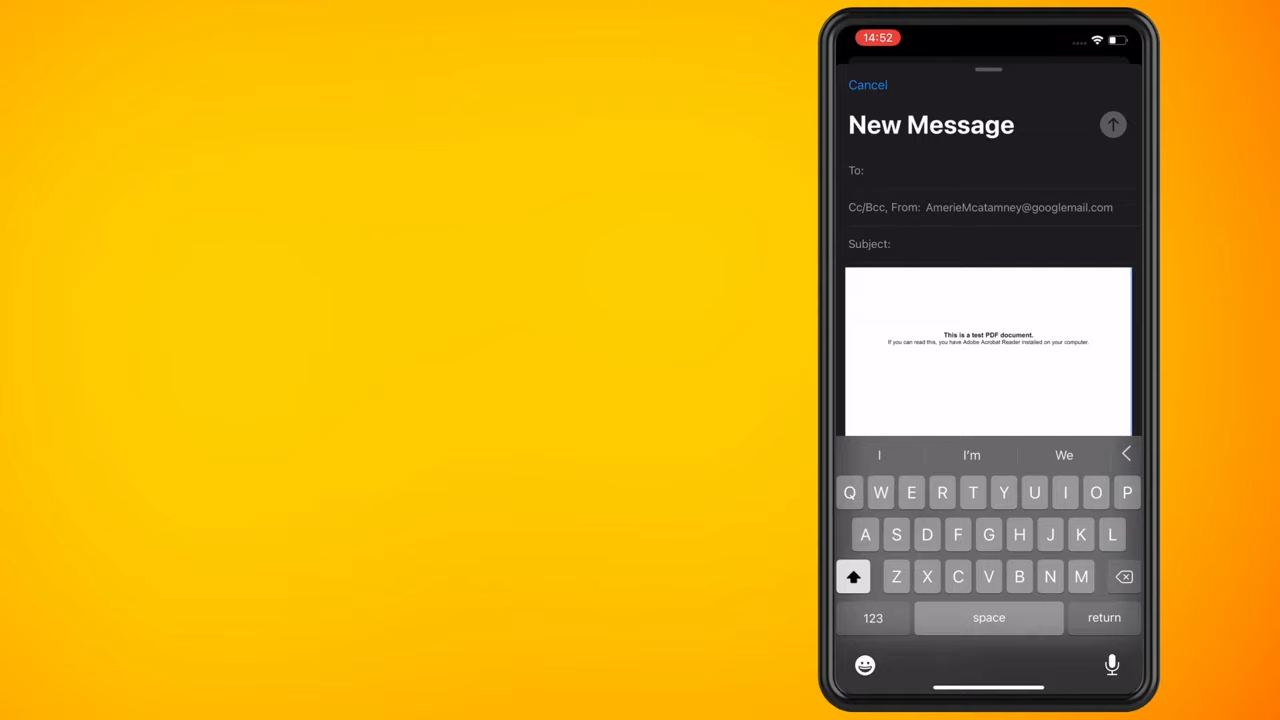 14:52
Cancel
New Message
To:
Cc/Bcc, From: AmerieMcatamney@googlemail.com
Subject:
This is a test PDF document.
If you can read this, you have Adobe Acrobat Reader installed on your computer.
I I'm We
Q W E R T Y U I O P
A S D F G H J K L
Z X C V B N M
123 space return